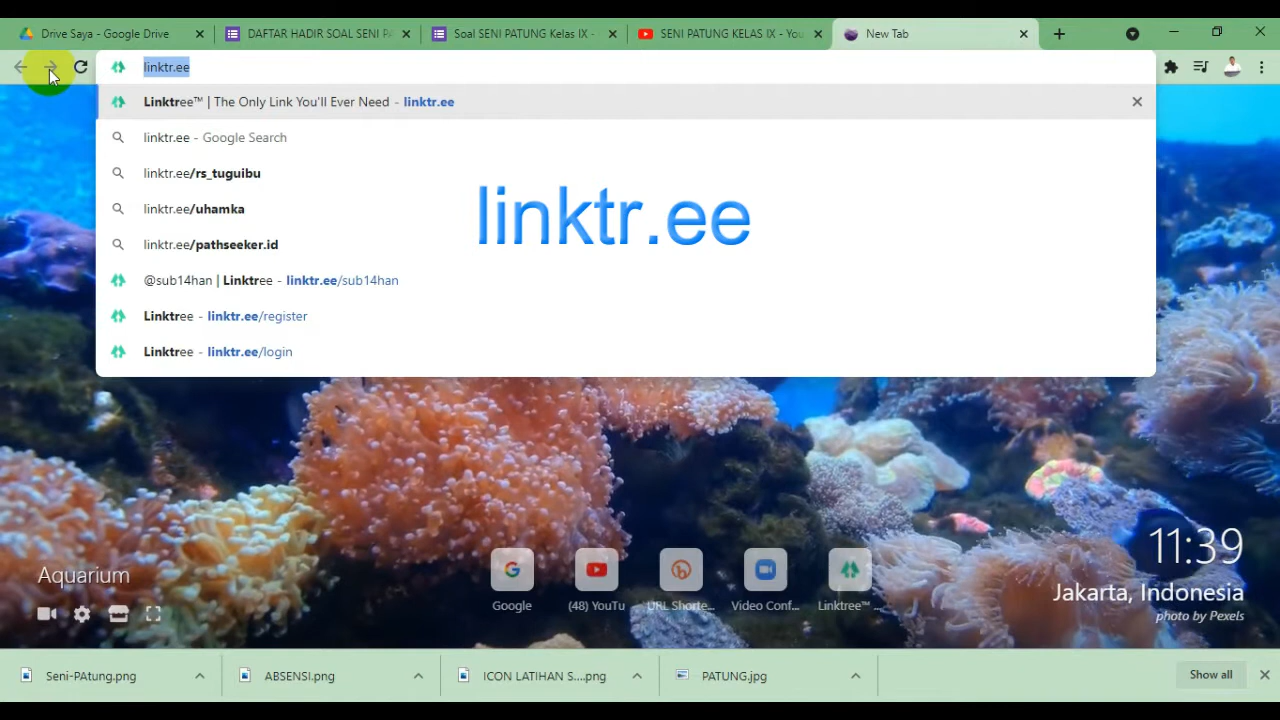 Drive Saya - Google Drive
DAFTAR HADIR SOAL SENI PA
Soal SENI PATUNG Kelas IX -
SENI PATUNG KELAS IX - You
New Tab
linktr.ee
Linktree™ | The Only Link You'll Ever Need - linktr.ee
linktr.ee - Google Search
linktr.ee/rs_tuguibu
linktr.ee/uhamka
linktr.ee/pathseeker.id
@sub14han | Linktree - linktr.ee/sub14han
Linktree - linktr.ee/register
Linktree - linktr.ee/login
linktr.ee
11:39
Jakarta, Indonesia
photo by Pexels
Aquarium
Google
(48) YouTu
URL Shorte...
Video Conf...
Linktree™ ...
Seni-PAtung.png
ABSENSI.png
ICON LATIHAN S....png
PATUNG.jpg
Show all